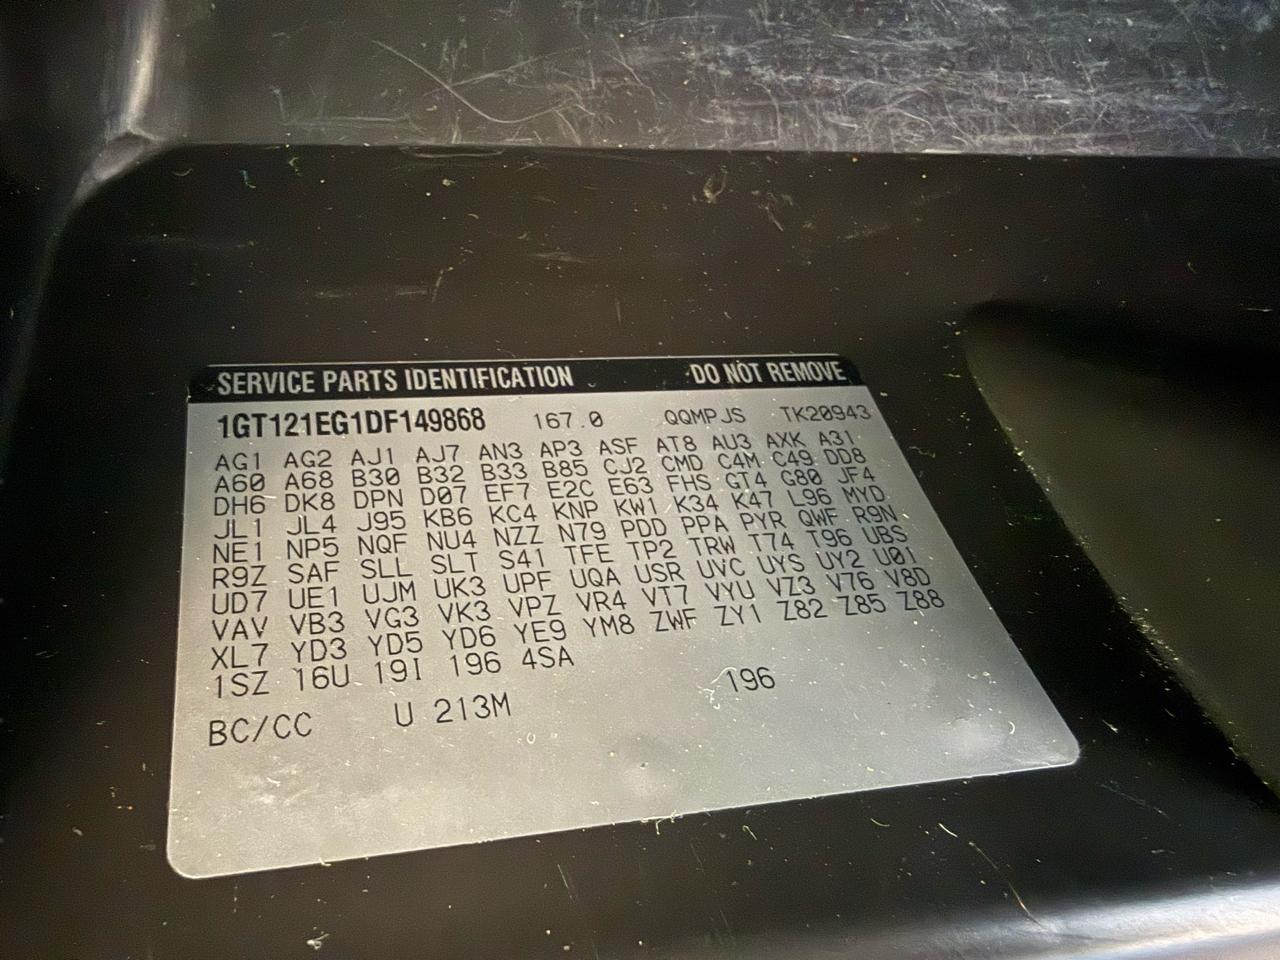 SERVICE PARTS IDENTIFICATION DO NOT REMOVE
1GT121EG1DF149868 167.0 QQMPJS TK20943
AG1 AG2 AJ1 AJ7 AN3 AP3 ASF AT8 AU3 AXK A31
A60 A68 B30 B32 B33 B85 CJ2 CMD C4M C49 DD8
DH6 DK8 DPN D07 EF7 E2C E63 FHS GT4 G80 JF4
JL1 JL4 J95 KB6 KC4 KNP KW1 K34 K47 L96 MYD
NE1 NP5 NQF NU4 NZZ N79 PDD PPA PYR QWF R9N
R9Z SAF SLL SLT S41 TFE TP2 TRW T74 T96 UBS
UD7 UE1 UJM UK3 UPF UQA USR UVC UYS UY2 U01
VAV VB3 VG3 VK3 VPZ VR4 VT7 VYU VZ3 V76 V8D
XL7 YD3 YD5 YD6 YE9 YM8 ZWF ZY1 Z82 Z85 Z88
1SZ 16U 19I 196 4SA
BC/CC U 213M 196